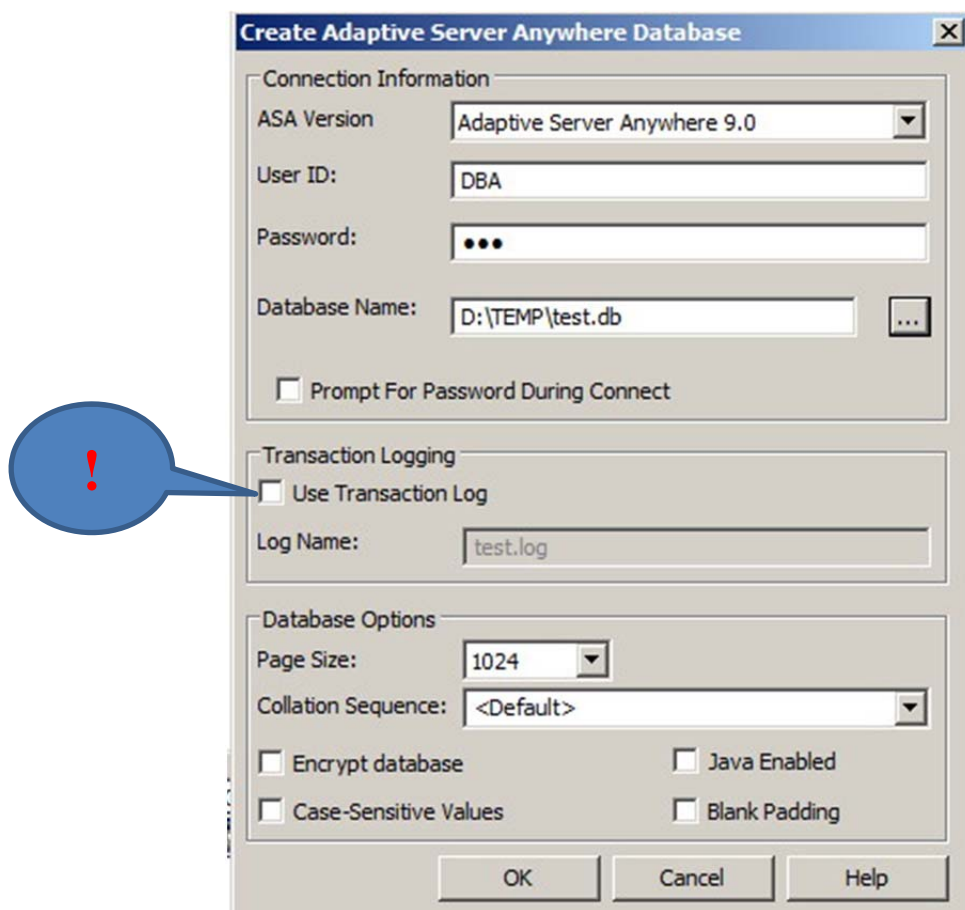 Create Adaptive Server Anywhere Database
Connection Information
ASA Version
Adaptive Server Anywhere 9.0
User ID:
DBA
Password:
●●●
Database Name:
D:\TEMP\test.db
...
Prompt For Password During Connect
!
Transaction Logging
Use Transaction Log
Log Name:
test.log
Database Options
Page Size:
1024
Collation Sequence:
<Default>
Encrypt database
Java Enabled
Case-Sensitive Values
Blank Padding
OK
Cancel
Help